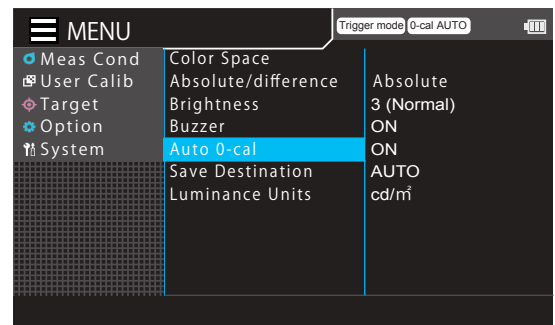 MENU
Trigger mode 0-cal AUTO
Meas Cond
User Calib
Target
Option
System
Color Space
Absolute/difference Absolute
Brightness 3 (Normal)
Buzzer ON
Auto 0-cal ON
Save Destination AUTO
Luminance Units cd/㎡